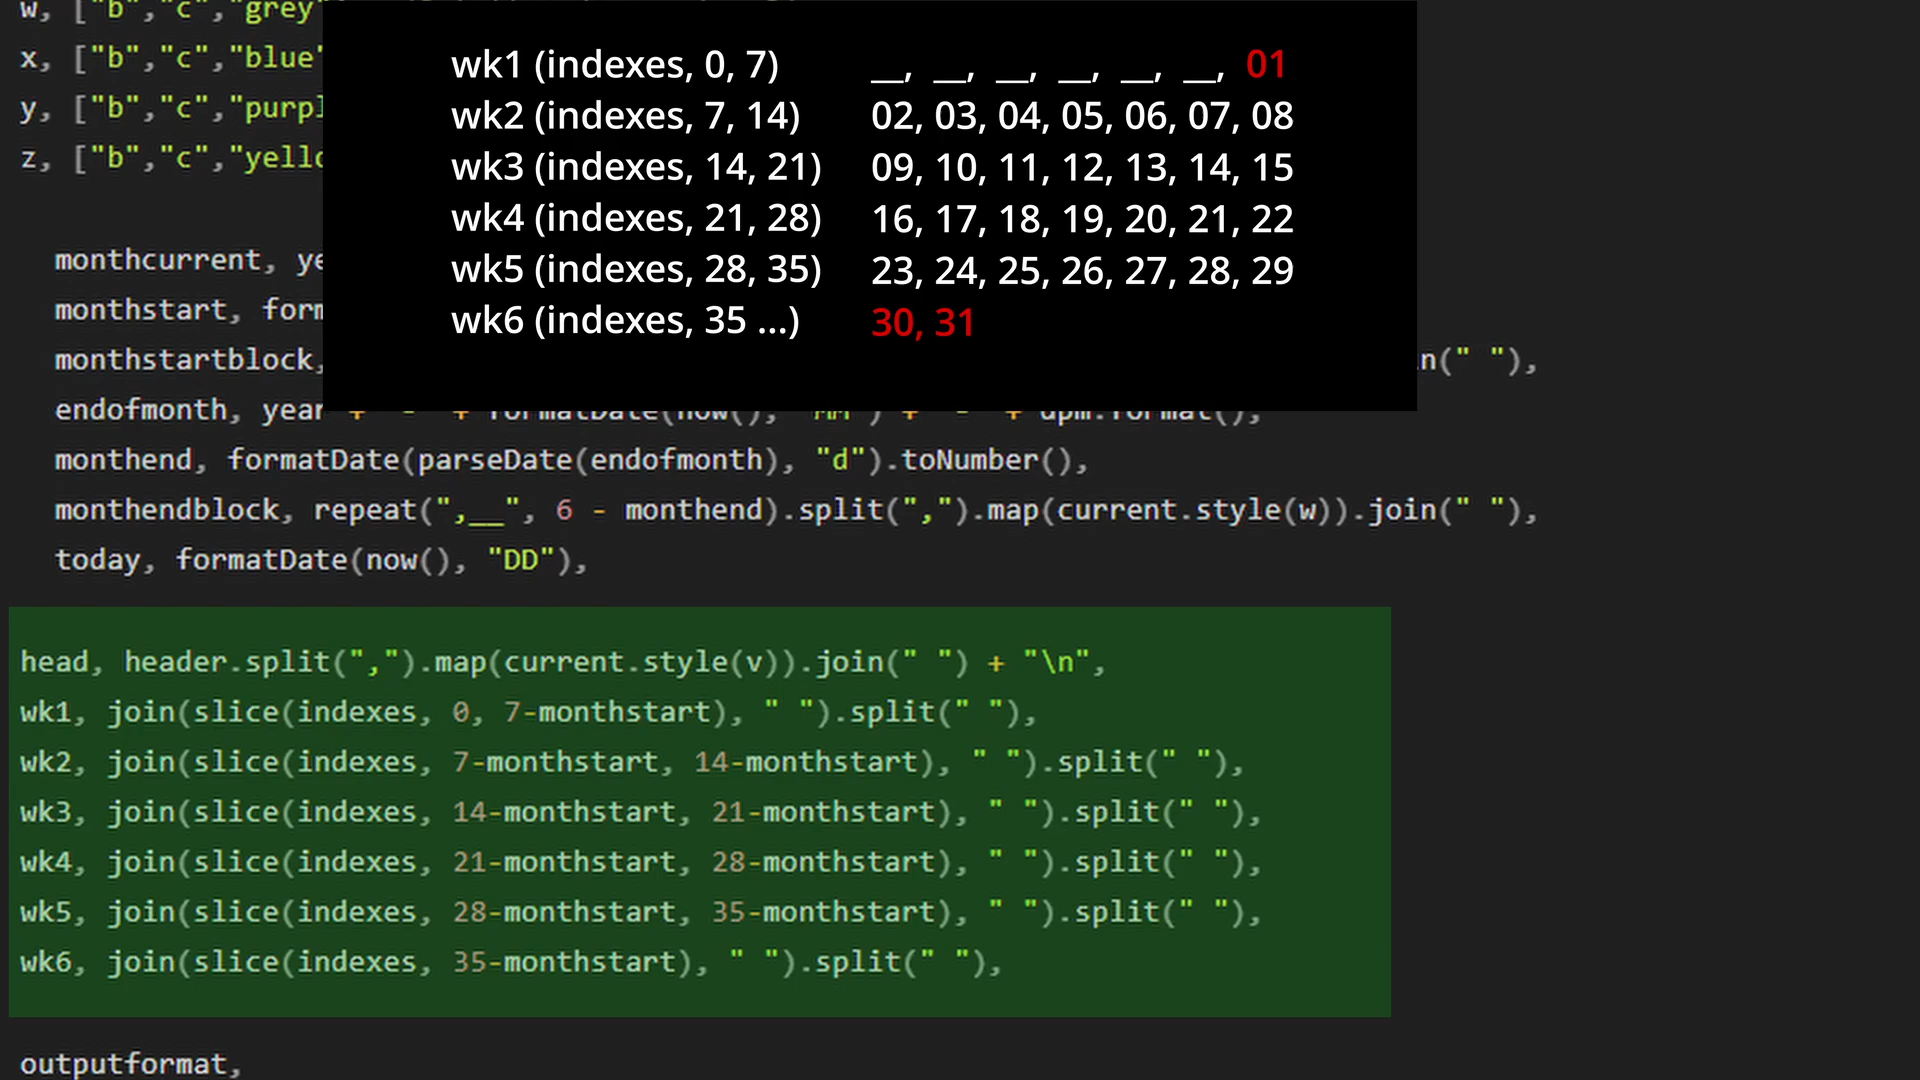 w, ["b","c","grey"
x, ["b","c","blue"
y, ["b","c","purpl
z, ["b","c","yello
wk1 (indexes, 0, 7) __, __, __, __, __, __, 01
wk2 (indexes, 7, 14) 02, 03, 04, 05, 06, 07, 08
wk3 (indexes, 14, 21) 09, 10, 11, 12, 13, 14, 15
wk4 (indexes, 21, 28) 16, 17, 18, 19, 20, 21, 22
wk5 (indexes, 28, 35) 23, 24, 25, 26, 27, 28, 29
wk6 (indexes, 35 ...) 30, 31
monthcurrent, ye
monthstart, form
monthstartblock, n(" "),
endofmonth, year + "-" + formatDate(now(), "MM") + "-" + dpm.format(),
monthend, formatDate(parseDate(endofmonth), "d").toNumber(),
monthendblock, repeat(",__", 6 - monthend).split(",").map(current.style(w)).join(" "),
today, formatDate(now(), "DD"),
head, header.split(",").map(current.style(v)).join(" ") + "\n",
wk1, join(slice(indexes, 0, 7-monthstart), " ").split(" "),
wk2, join(slice(indexes, 7-monthstart, 14-monthstart), " ").split(" "),
wk3, join(slice(indexes, 14-monthstart, 21-monthstart), " ").split(" "),
wk4, join(slice(indexes, 21-monthstart, 28-monthstart), " ").split(" "),
wk5, join(slice(indexes, 28-monthstart, 35-monthstart), " ").split(" "),
wk6, join(slice(indexes, 35-monthstart), " ").split(" "),
outputformat,